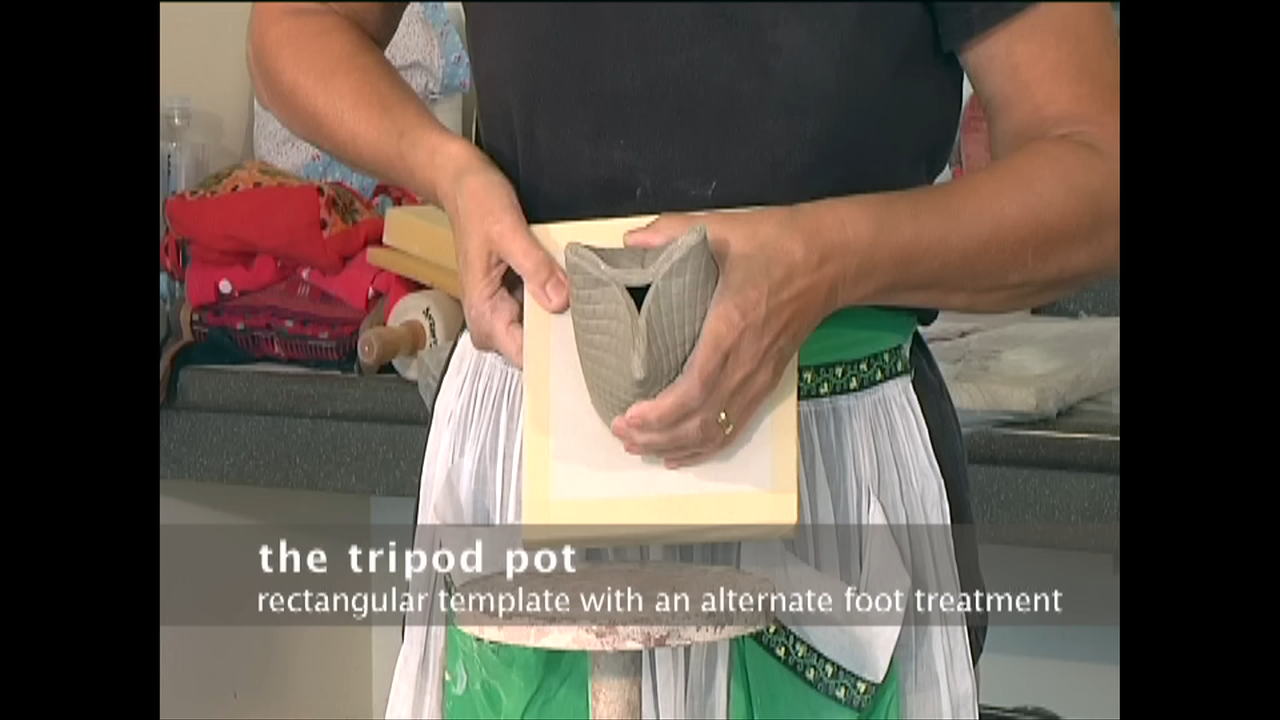 the tripod pot
rectangular template with an alternate foot treatment